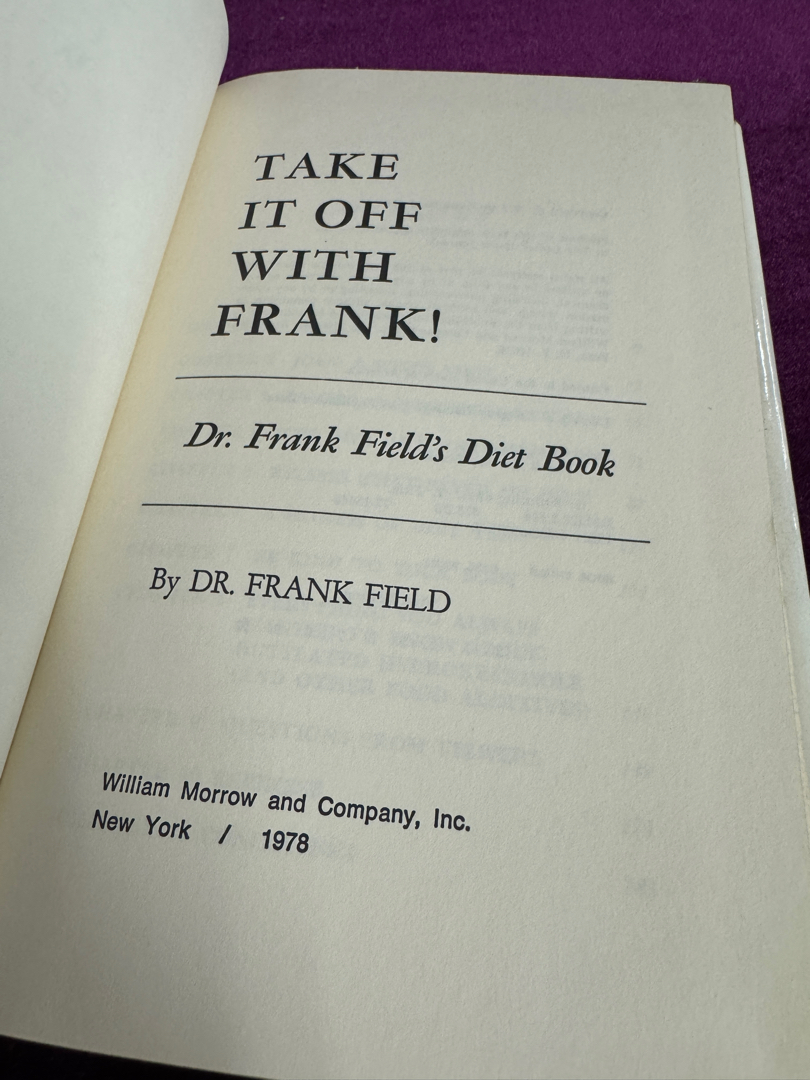 TAKE
IT OFF
WITH
FRANK!
Dr. Frank Field's Diet Book
By DR. FRANK FIELD
William Morrow and Company, Inc.
New York / 1978